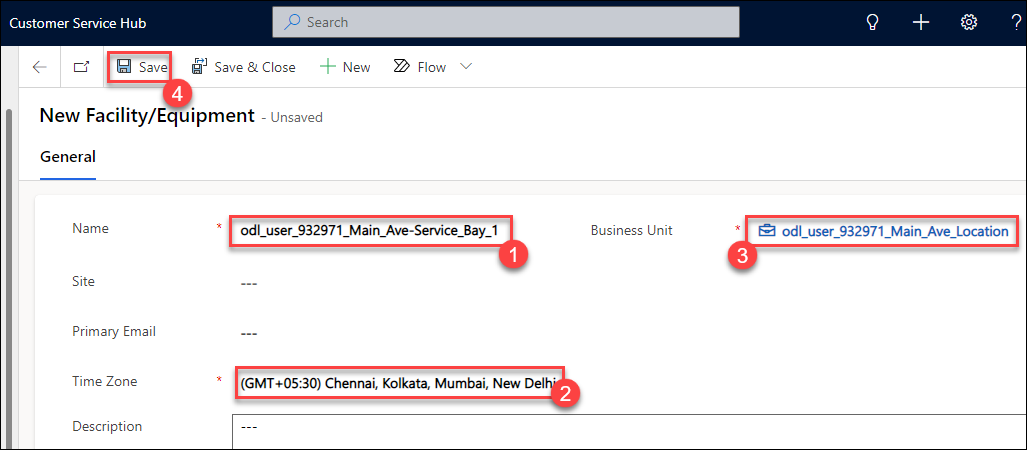 Customer Service Hub Search ?
Save Save & Close New Flow
4
New Facility/Equipment - Unsaved
General
Name * odl_user_932971_Main_Ave-Service_Bay_1 Business Unit * odl_user_932971_Main_Ave_Location
1 3
Site ---
Primary Email ---
Time Zone * (GMT+05:30) Chennai, Kolkata, Mumbai, New Delhi
2
Description ---